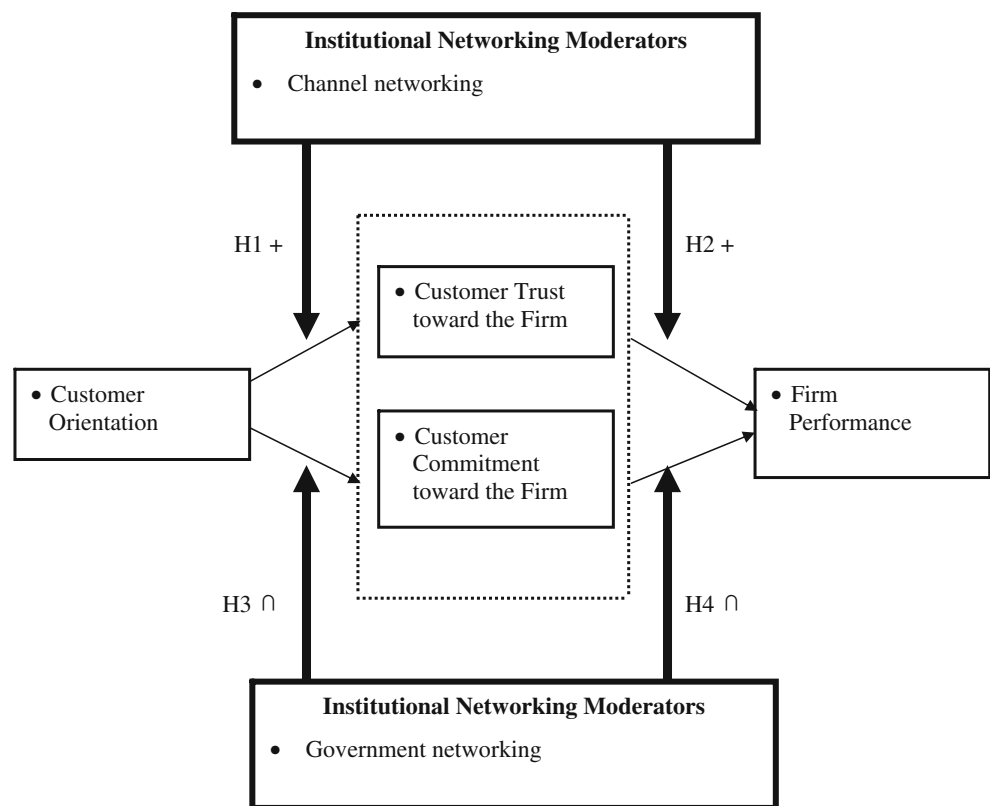 Institutional Networking Moderators
• Channel networking
H1 +
H2 +
• Customer Trust
toward the Firm
• Customer
Orientation
• Customer
Commitment
toward the Firm
• Firm
Performance
H3 ∩
H4 ∩
Institutional Networking Moderators
• Government networking